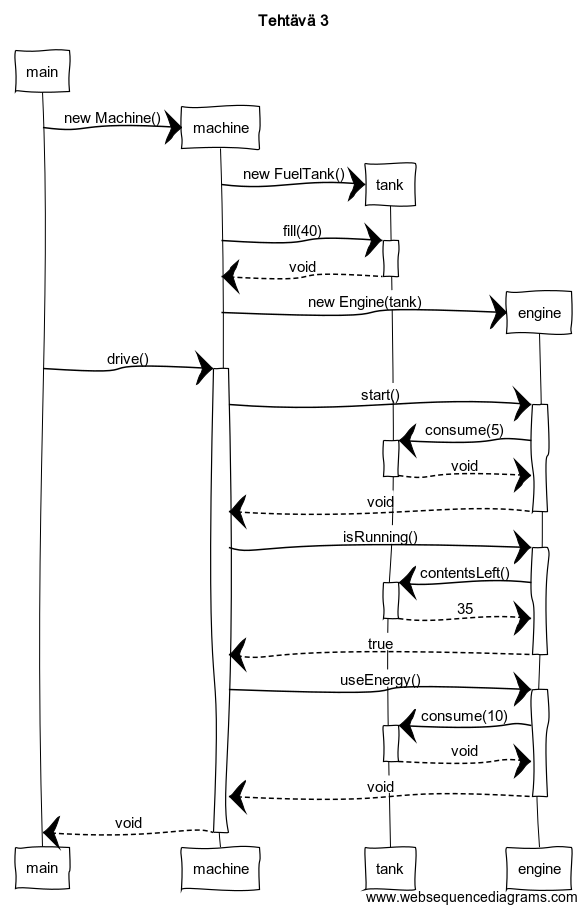 Tehtävä 3
main
new Machine()
machine
new FuelTank()
tank
fill(40)
void
new Engine(tank)
engine
drive()
start()
consume(5)
void
void
isRunning()
contentsLeft()
35
true
useEnergy()
consume(10)
void
void
void
main
machine
tank
engine
www.websequencediagrams.com